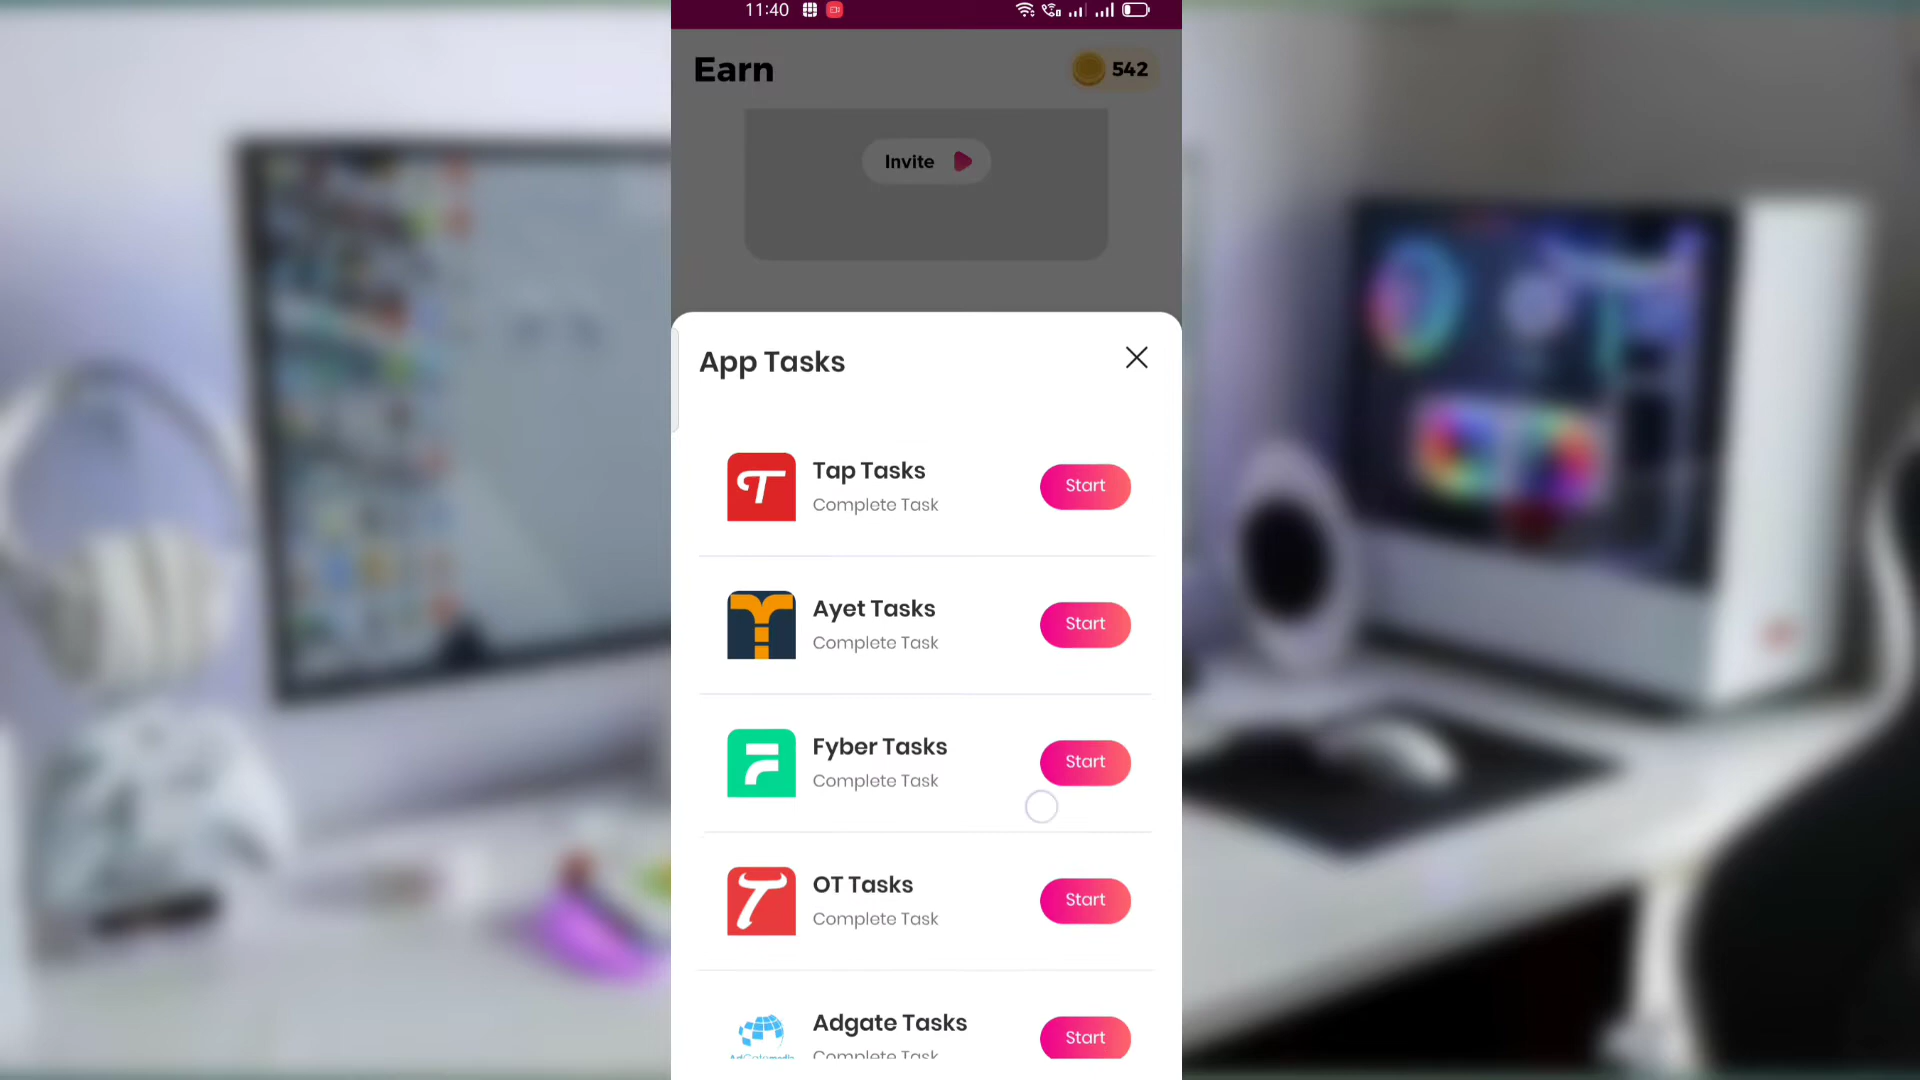 11:40
Earn
542
Invite
App Tasks
Tap Tasks
Complete Task
Start
Ayet Tasks
Complete Task
Start
Fyber Tasks
Complete Task
Start
OT Tasks
Complete Task
Start
Adgate Tasks
Complete Task
Start